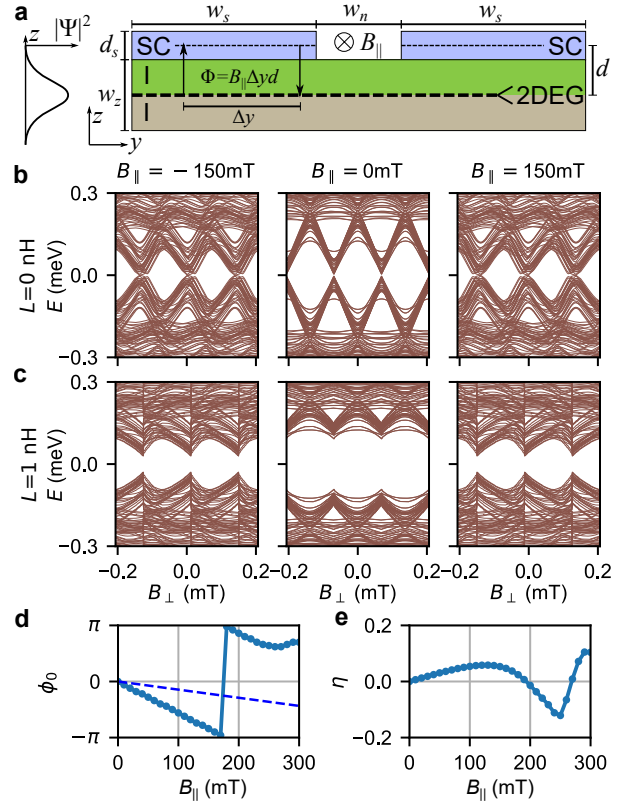 a
z
|Ψ|²
w_s
w_n
w_s
d_s
SC
⊗ B_∥
SC
d
I
Φ=B_∥Δyd
w_z
I
2DEG
z
y
Δy
b
B_∥ = − 150mT
B_∥ = 0mT
B_∥ = 150mT
L=0 nH
E (meV)
0.3
0.0
−0.3
c
L=1 nH
E (meV)
0.3
0.0
−0.3
−0.2 0.0 0.2
−0.2 0.0 0.2
−0.2 0.0 0.2
B_⊥ (mT)
B_⊥ (mT)
B_⊥ (mT)
d
ϕ_0
π
0
−π
0 100 200 300
B_∥ (mT)
e
η
0.2
0.0
−0.2
0 100 200 300
B_∥ (mT)